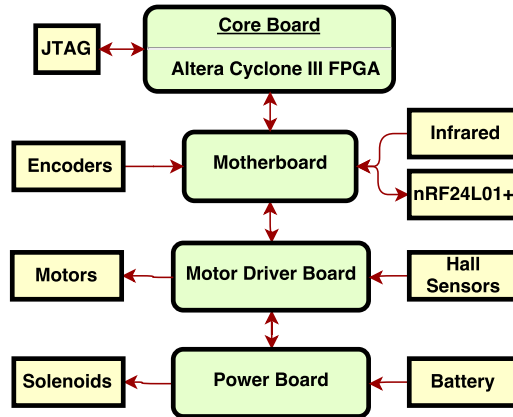 Core Board
JTAG
Altera Cyclone III FPGA
Infrared
Encoders
Motherboard
nRF24L01+
Motors
Motor Driver Board
Hall
Sensors
Solenoids
Power Board
Battery